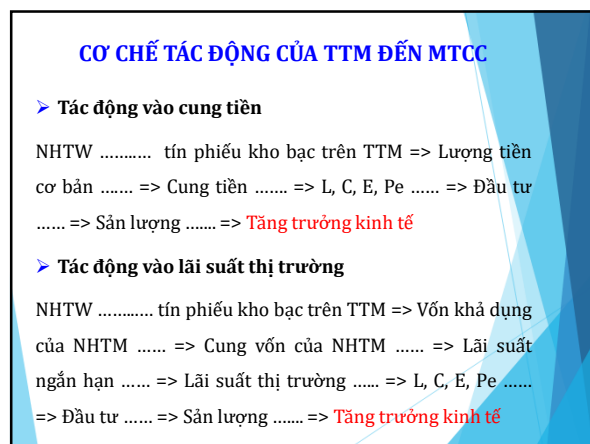 CƠ CHẾ TÁC ĐỘNG CỦA TTM ĐẾN MTCC
➢ Tác động vào cung tiền
NHTW ........... tín phiếu kho bạc trên TTM => Lượng tiền
cơ bản ....... => Cung tiền ....... => L, C, E, Pe ...... => Đầu tư
...... => Sản lượng ....... => Tăng trưởng kinh tế
➢ Tác động vào lãi suất thị trường
NHTW ............ tín phiếu kho bạc trên TTM => Vốn khả dụng
của NHTM ...... => Cung vốn của NHTM ...... => Lãi suất
ngắn hạn ...... => Lãi suất thị trường ...... => L, C, E, Pe ......
=> Đầu tư ...... => Sản lượng ....... => Tăng trưởng kinh tế